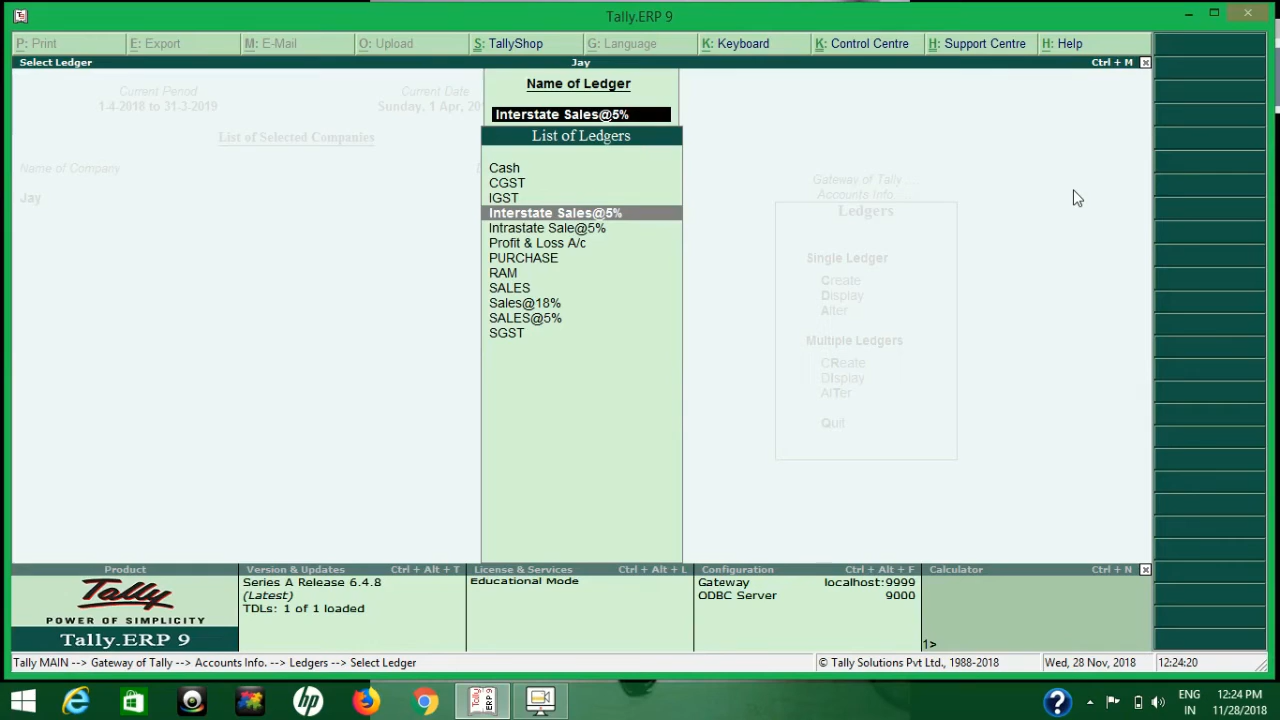 Tally.ERP 9
P: Print
E: Export
M: E-Mail
O: Upload
S: TallyShop
G: Language
K: Keyboard
K: Control Centre
H: Support Centre
H: Help
Select Ledger
Jay
Ctrl + M
Current Period
1-4-2018 to 31-3-2019
Current Date
Sunday, 1 Apr, 20
List of Selected Companies
Name of Company
Jay
Name of Ledger
Interstate Sales@5%
List of Ledgers
Cash
CGST
IGST
Interstate Sales@5%
Intrastate Sale@5%
Profit & Loss A/c
PURCHASE
RAM
SALES
Sales@18%
SALES@5%
SGST
Gateway of Tally ...
Accounts Info. ...
Ledgers
Single Ledger
Create
Display
Alter
Multiple Ledgers
CReate
DIsplay
AlTer
Quit
Product
Tally
POWER OF SIMPLICITY
Tally.ERP 9
Version & Updates Ctrl + Alt + T
Series A Release 6.4.8
(Latest)
TDLs: 1 of 1 loaded
License & Services Ctrl + Alt + L
Educational Mode
Configuration Ctrl + Alt + F
Gateway localhost:9999
ODBC Server 9000
Calculator Ctrl + N
1>
Tally MAIN --> Gateway of Tally --> Accounts Info. --> Ledgers --> Select Ledger
© Tally Solutions Pvt Ltd., 1988-2018
Wed, 28 Nov, 2018
12:24:20
hp
Tally ERP 9
ENG
IN
12:24 PM
11/28/2018